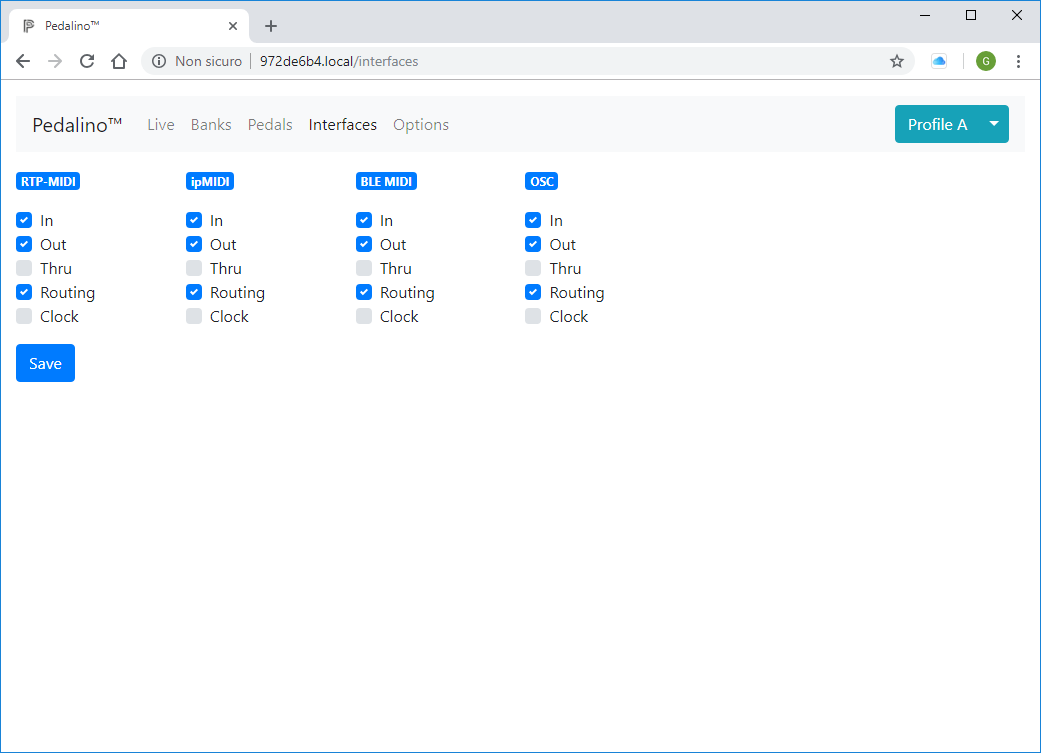 Pedalino™
Non sicuro 972de6b4.local/interfaces G
Pedalino™ Live Banks Pedals Interfaces Options Profile A
RTP-MIDI ipMIDI BLE MIDI OSC
In In In In
Out Out Out Out
Thru Thru Thru Thru
Routing Routing Routing Routing
Clock Clock Clock Clock
Save